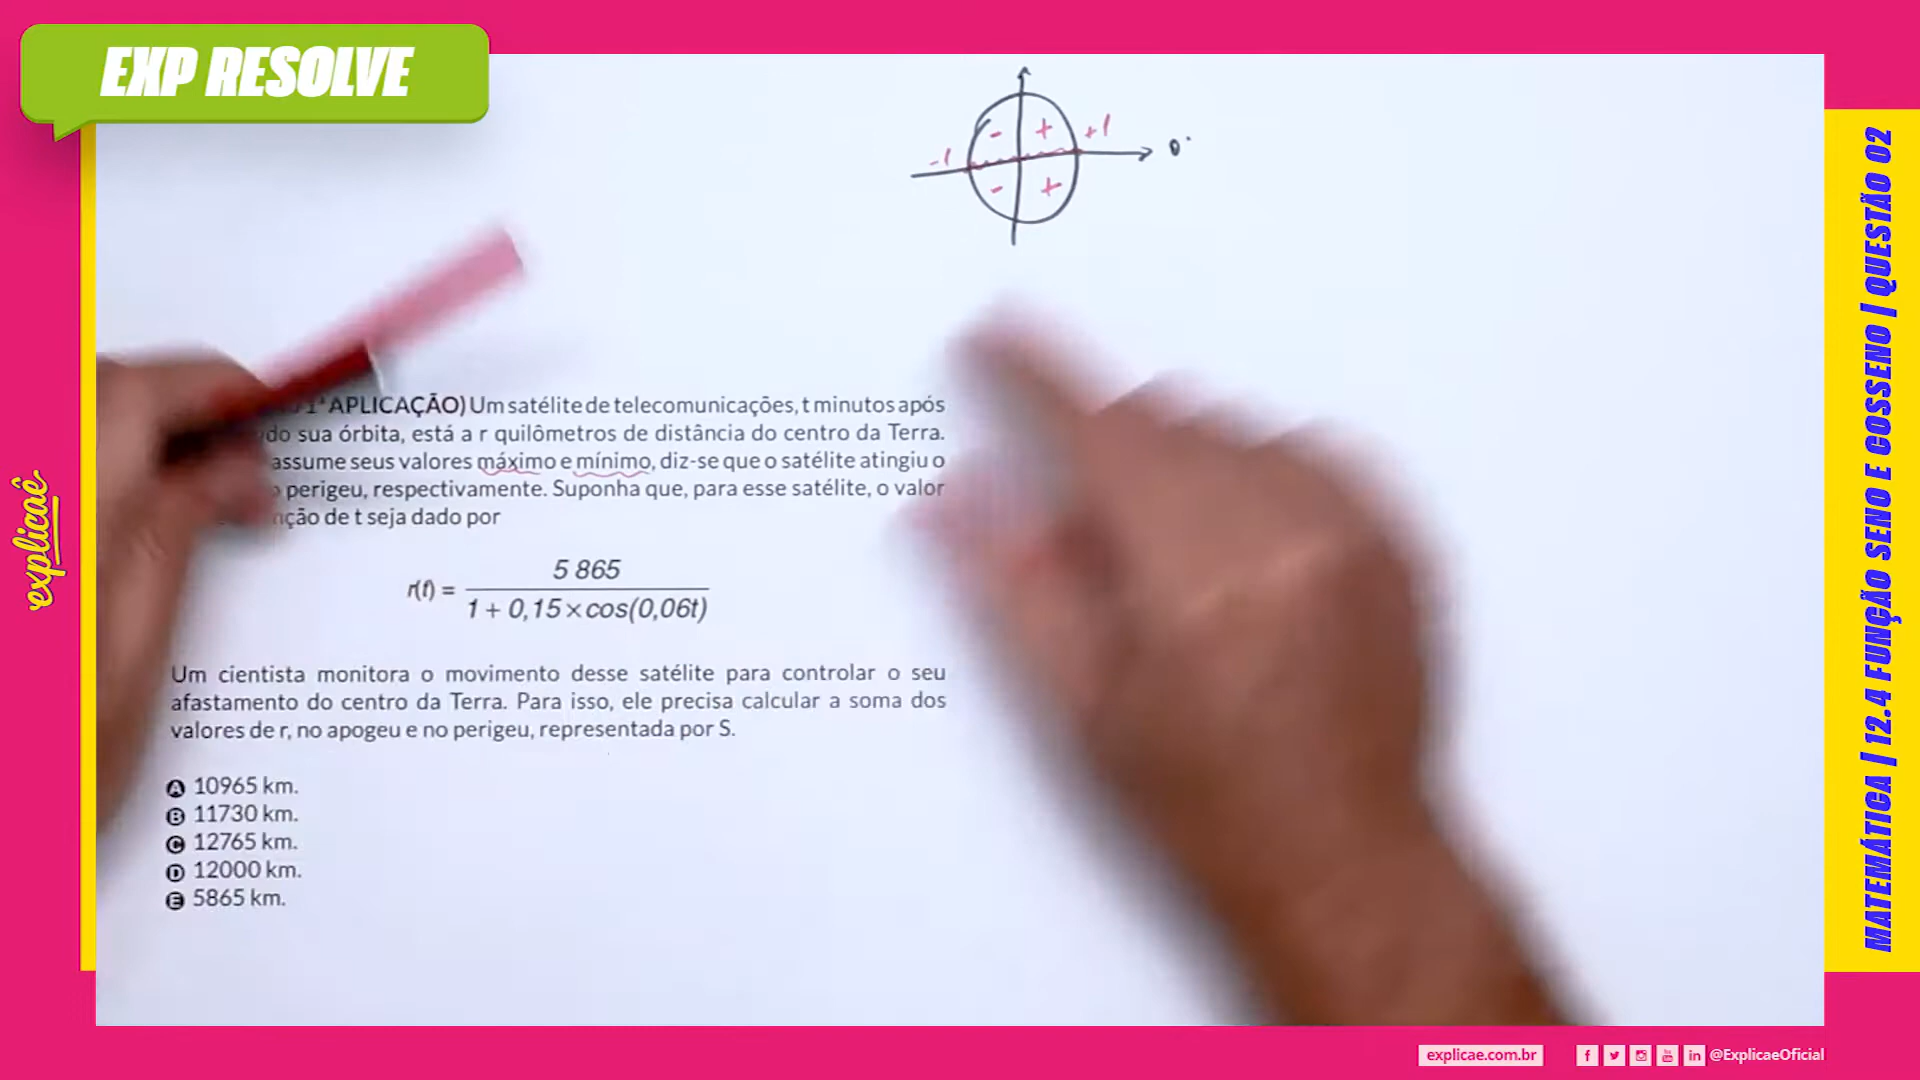 EXP RESOLVE
+1
- +
-1
0°
- +
APLICAÇÃO) Um satélite de telecomunicações, t minutos após
sua órbita, está a r quilômetros de distância do centro da Terra.
assume seus valores máximo e mínimo, diz-se que o satélite atingiu o
perigeu, respectivamente. Suponha que, para esse satélite, o valor
de t seja dado por
r(t) = 5 865
1 + 0,15 × cos(0,06t)
Um cientista monitora o movimento desse satélite para controlar o seu
afastamento do centro da Terra. Para isso, ele precisa calcular a soma dos
valores de r, no apogeu e no perigeu, representada por S.
A 10965 km.
B 11730 km.
C 12765 km.
D 12000 km.
E 5865 km.
explicaê
MATEMÁTICA | 12.4 FUNÇÃO SENO E COSSENO | QUESTÃO 02
explicae.com.br
@ExplicaeOficial